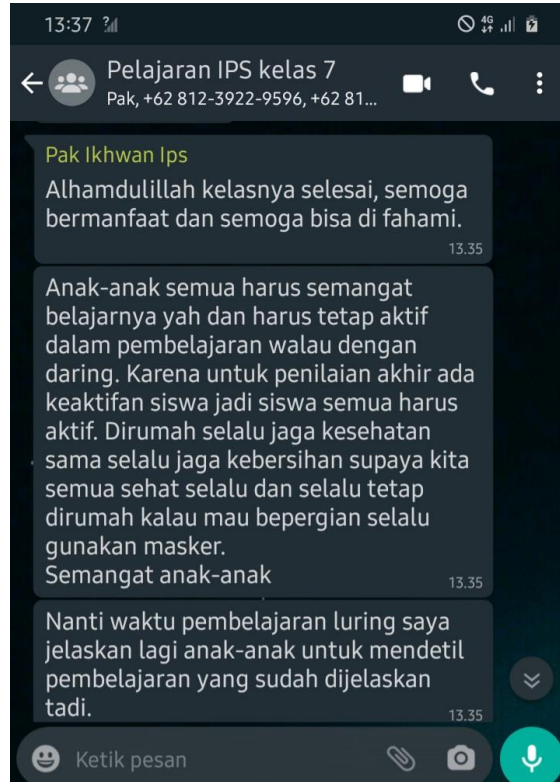 13:37
4G
Pelajaran IPS kelas 7
Pak, +62 812-3922-9596, +62 81...
Pak Ikhwan Ips
Alhamdulillah kelasnya selesai, semoga
bermanfaat dan semoga bisa di fahami.
13.35
Anak-anak semua harus semangat
belajarnya yah dan harus tetap aktif
dalam pembelajaran walau dengan
daring. Karena untuk penilaian akhir ada
keaktifan siswa jadi siswa semua harus
aktif. Dirumah selalu jaga kesehatan
sama selalu jaga kebersihan supaya kita
semua sehat selalu dan selalu tetap
dirumah kalau mau bepergian selalu
gunakan masker.
Semangat anak-anak
13.35
Nanti waktu pembelajaran luring saya
jelaskan lagi anak-anak untuk mendetil
pembelajaran yang sudah dijelaskan
tadi.
13.35
Ketik pesan